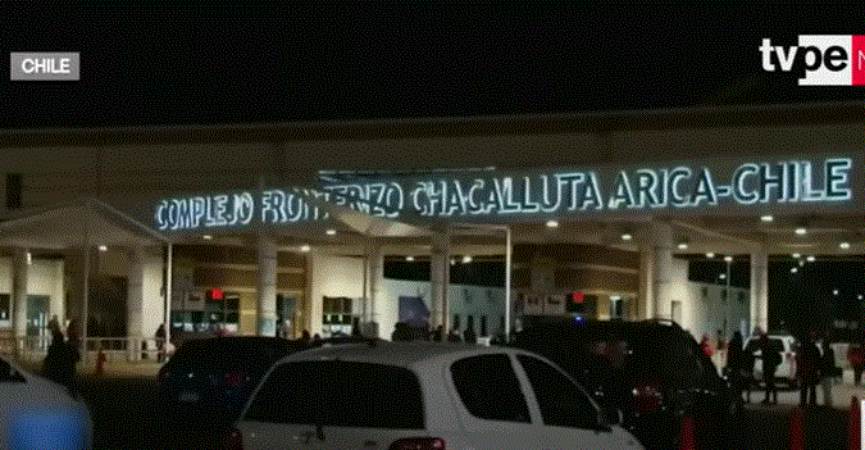 CHILE
tvpe N
COMPLEJO FRONTERIZO CHACALLUTA ARICA-CHILE